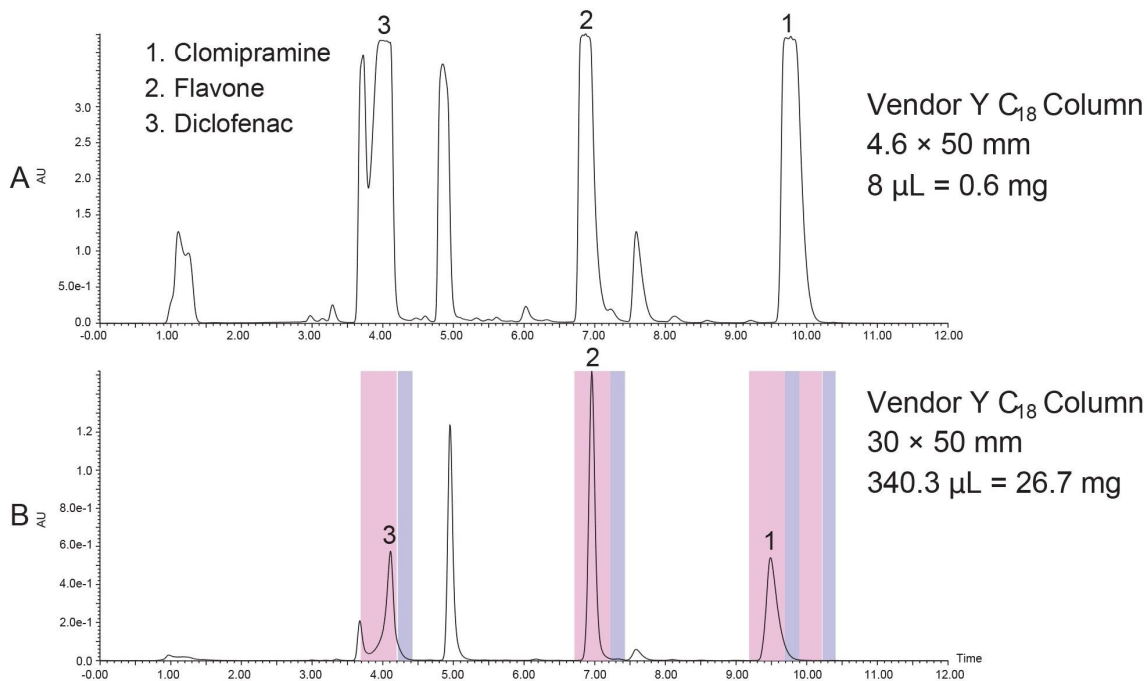 3
2
1
1. Clomipramine
2. Flavone
3. Diclofenac
Vendor Y C₁₈ Column
4.6 × 50 mm
8 µL = 0.6 mg
A
AU
3.0
2.5
2.0
1.5
1.0
5.0e-1
0.0
-0.00 1.00 2.00 3.00 4.00 5.00 6.00 7.00 8.00 9.00 10.00 11.00 12.00
2
3
1
Vendor Y C₁₈ Column
30 × 50 mm
340.3 µL = 26.7 mg
B
AU
1.2
1.0
8.0e-1
6.0e-1
4.0e-1
2.0e-1
0.0
Time
-0.00 1.00 2.00 3.00 4.00 5.00 6.00 7.00 8.00 9.00 10.00 11.00 12.00